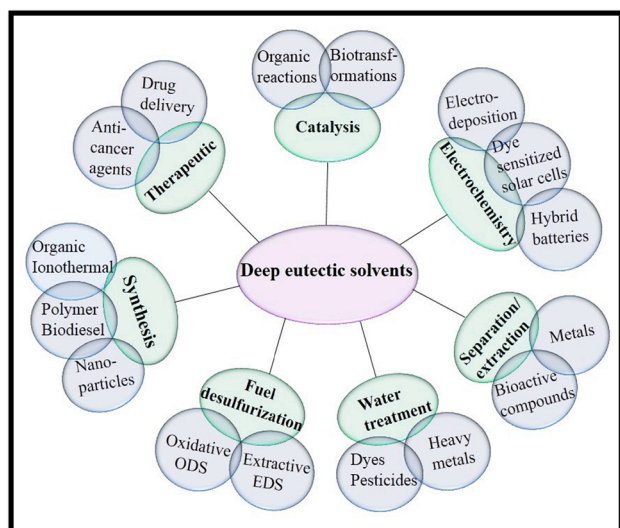 Organic
reactions
Biotransf-
ormations
Catalysis
Drug
delivery
Anti-
cancer
agents
Therapeutic
Electro-
deposition
Dye
sensitized
solar cells
Hybrid
batteries
Electrochemistry
Deep eutectic solvents
Organic
Ionothermal
Polymer
Biodiesel
Nano-
particles
Synthesis
Separation/
extraction
Metals
Bioactive
compounds
Fuel
desulfurization
Oxidative
ODS
Extractive
EDS
Water
treatment
Dyes
Pesticides
Heavy
metals